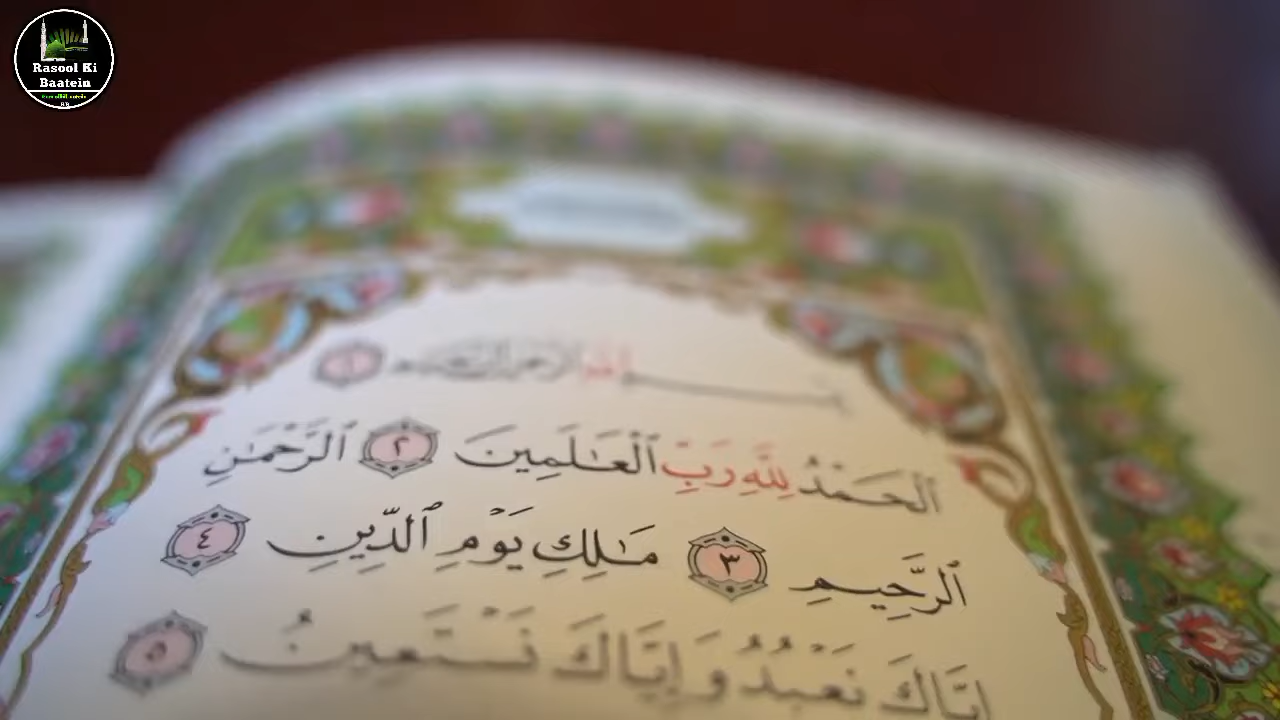 Rasool Ki
Baatein
ٱلْحَمْدُ لِلَّهِ رَبِّ ٱلْعَـٰلَمِينَ ٢ ٱلرَّحْمَـٰنِ
ٱلرَّحِيمِ ٣ مَـٰلِكِ يَوْمِ ٱلدِّينِ ٤
إِيَّاكَ نَعْبُدُ وَإِيَّاكَ نَسْتَعِينُ ٥